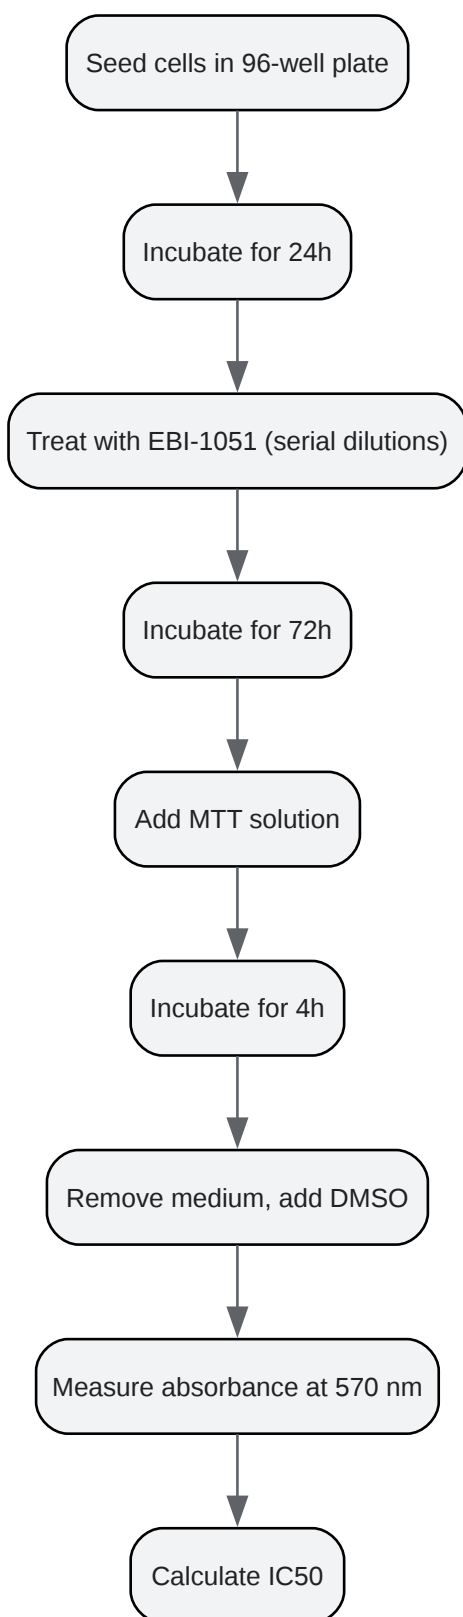 Seed cells in 96-well plate
Incubate for 24h
Treat with EBI-1051 (serial dilutions)
Incubate for 72h
Add MTT solution
Incubate for 4h
Remove medium, add DMSO
Measure absorbance at 570 nm
Calculate IC50